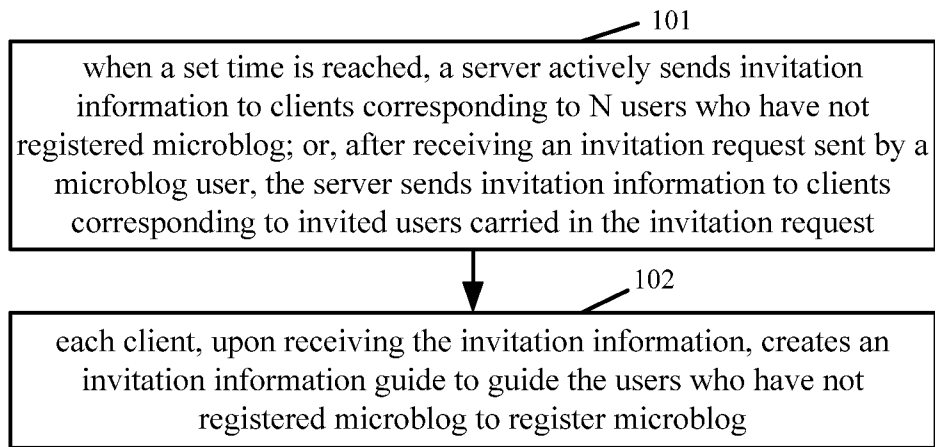 101
when a set time is reached, a server actively sends invitation
information to clients corresponding to N users who have not
registered microblog; or, after receiving an invitation request sent by a
microblog user, the server sends invitation information to clients
corresponding to invited users carried in the invitation request
102
each client, upon receiving the invitation information, creates an
invitation information guide to guide the users who have not
registered microblog to register microblog